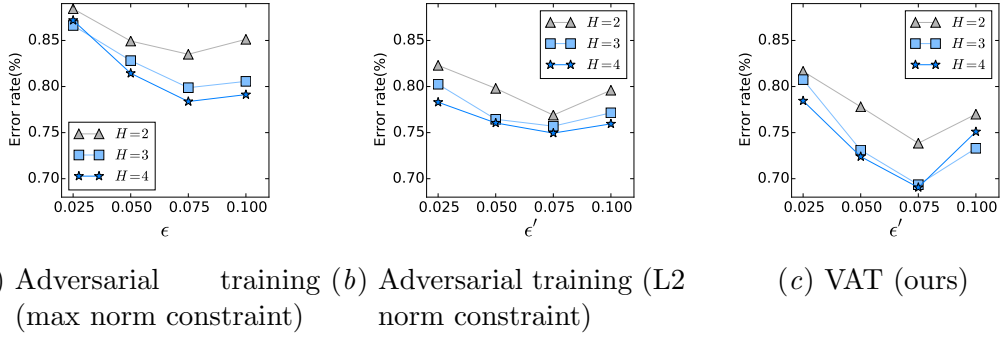 0.85
0.80
0.75
0.70
Error rate(%)
H=2
H=3
H=4
0.025 0.050 0.075 0.100
ϵ
0.85
0.80
0.75
0.70
Error rate(%)
H=2
H=3
H=4
0.025 0.050 0.075 0.100
ϵ′
0.85
0.80
0.75
0.70
Error rate(%)
H=2
H=3
H=4
0.025 0.050 0.075 0.100
ϵ′
) Adversarial training
(max norm constraint)
(b) Adversarial training (L2
norm constraint)
(c) VAT (ours)